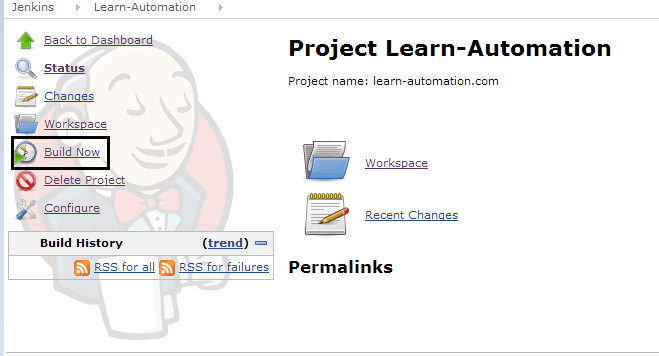 Jenkins Learn-Automation
Back to Dashboard
Status
Changes
Workspace
Build Now
Delete Project
Configure
Build History (trend)
RSS for all RSS for failures
Project Learn-Automation
Project name: learn-automation.com
Workspace
Recent Changes
Permalinks